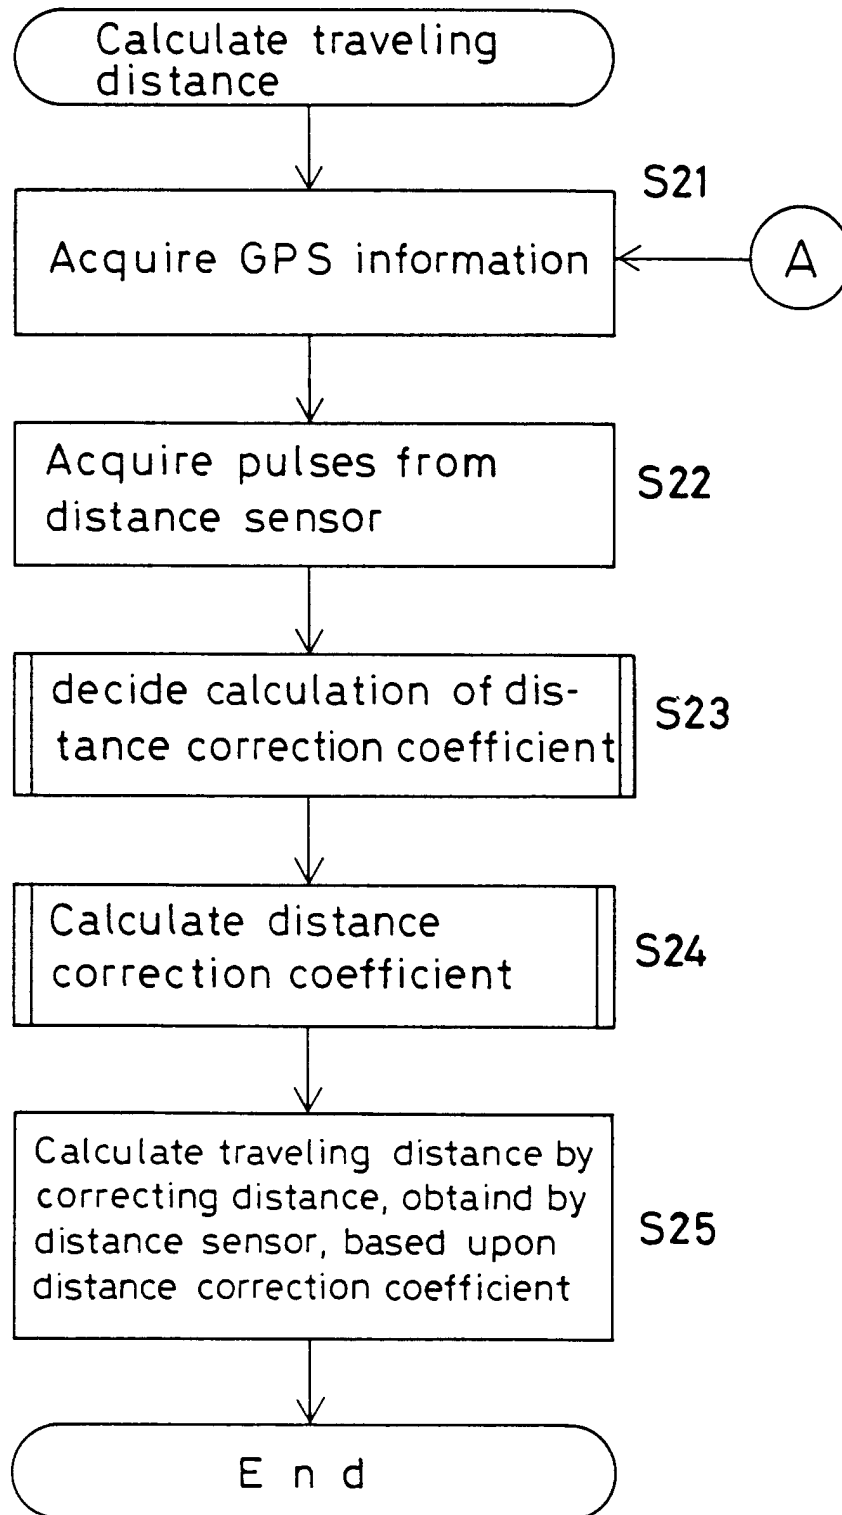 Calculate traveling
distance
S21
Acquire GPS information
A
Acquire pulses from
distance sensor
S22
decide calculation of dis-
tance correction coefficient
S23
Calculate distance
correction coefficient
S24
Calculate traveling distance by
correcting distance, obtaind by
distance sensor, based upon
distance correction coefficient
S25
End